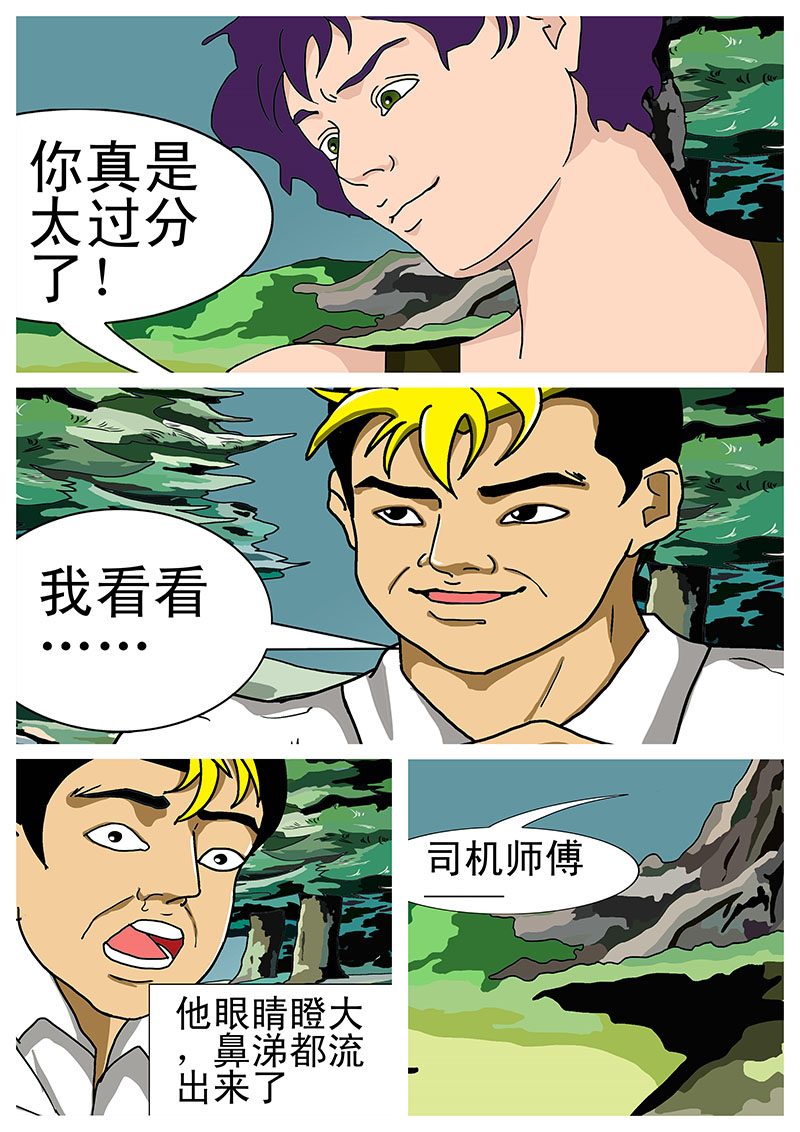 你真是
太过分
了！
我看看
……
他眼睛瞪大
，鼻涕都流
出来了
司机师傅
——